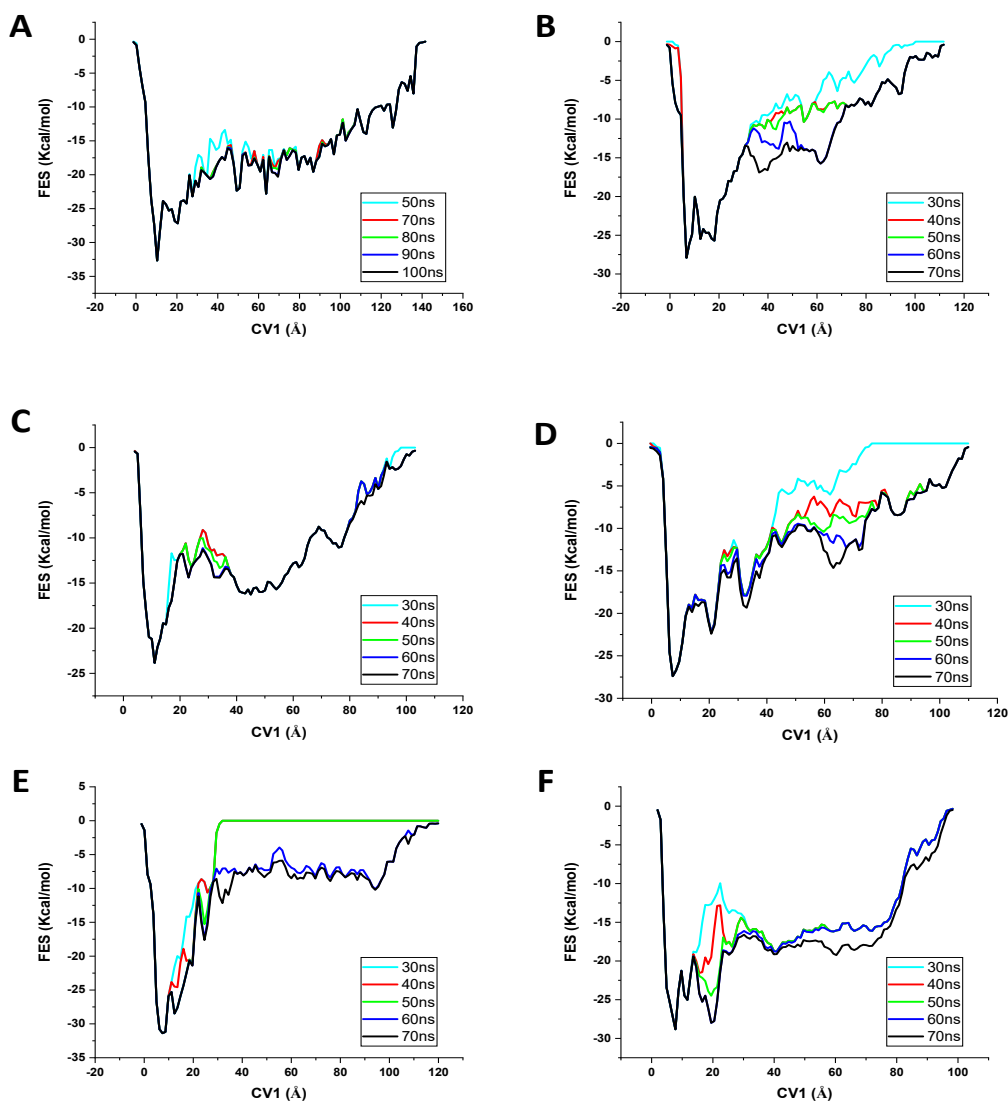 A
FES (Kcal/mol)
0
-5
-10
-15
-20
-25
-30
-35
-20 0 20 40 60 80 100 120 140 160
CV1 (Å)
50ns
70ns
80ns
90ns
100ns
B
FES (Kcal/mol)
0
-5
-10
-15
-20
-25
-30
-20 0 20 40 60 80 100 120
CV1 (Å)
30ns
40ns
50ns
60ns
70ns
C
FES (Kcal/mol)
0
-5
-10
-15
-20
-25
0 20 40 60 80 100 120
CV1 (Å)
30ns
40ns
50ns
60ns
70ns
D
FES (Kcal/mol)
0
-5
-10
-15
-20
-25
-30
-20 0 20 40 60 80 100 120
CV1 (Å)
30ns
40ns
50ns
60ns
70ns
E
FES (Kcal/mol)
5
0
-5
-10
-15
-20
-25
-30
-35
-20 0 20 40 60 80 100 120
CV1 (Å)
30ns
40ns
50ns
60ns
70ns
F
FES (Kcal/mol)
0
-5
-10
-15
-20
-25
-30
0 20 40 60 80 100
CV1 (Å)
30ns
40ns
50ns
60ns
70ns